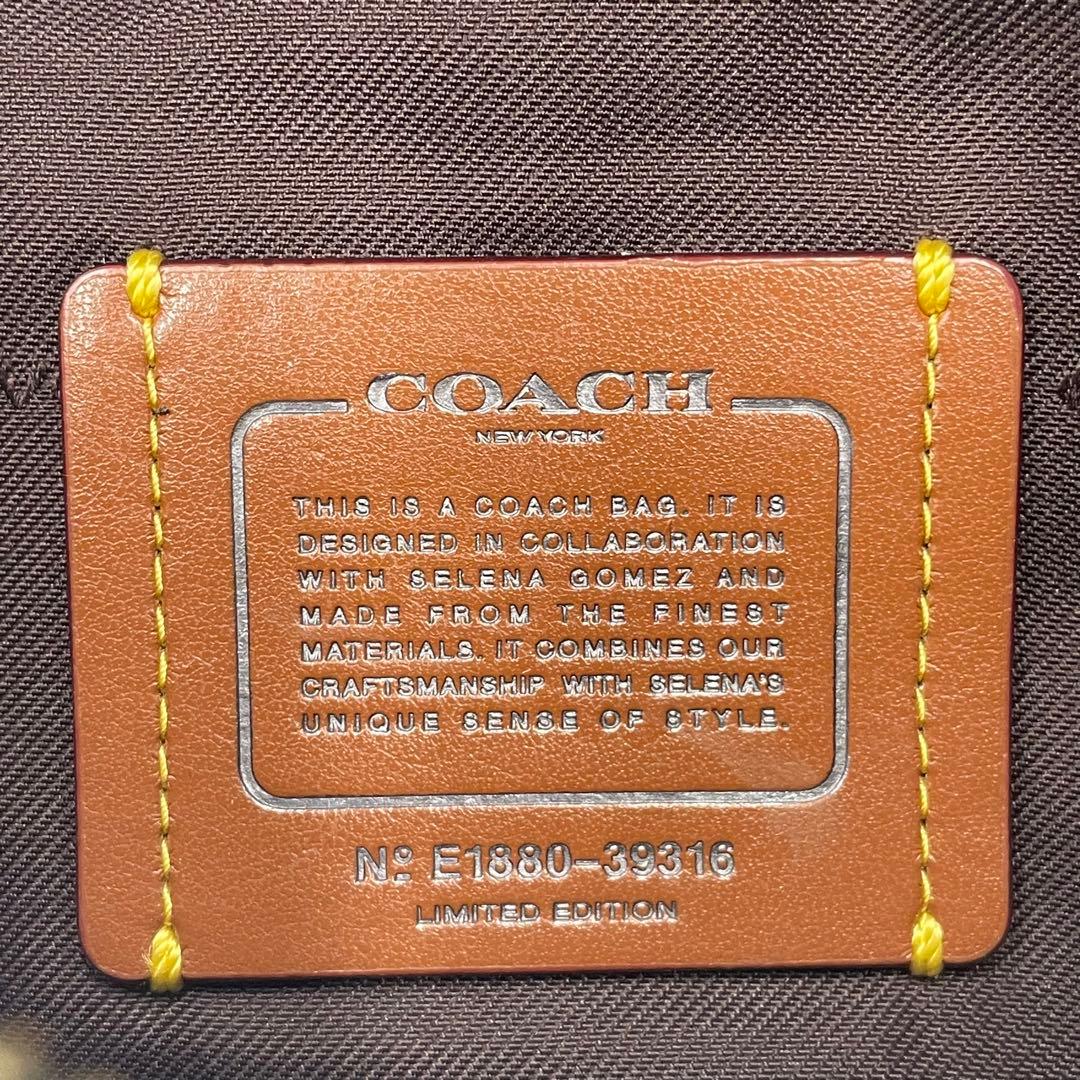 COACH
NEW YORK
THIS IS A COACH BAG. IT IS
DESIGNED IN COLLABORATION
WITH SELENA GOMEZ AND
MADE FROM THE FINEST
MATERIALS. IT COMBINES OUR
CRAFTSMANSHIP WITH SELENA'S
UNIQUE SENSE OF STYLE.
Nº E1880-39316
LIMITED EDITION